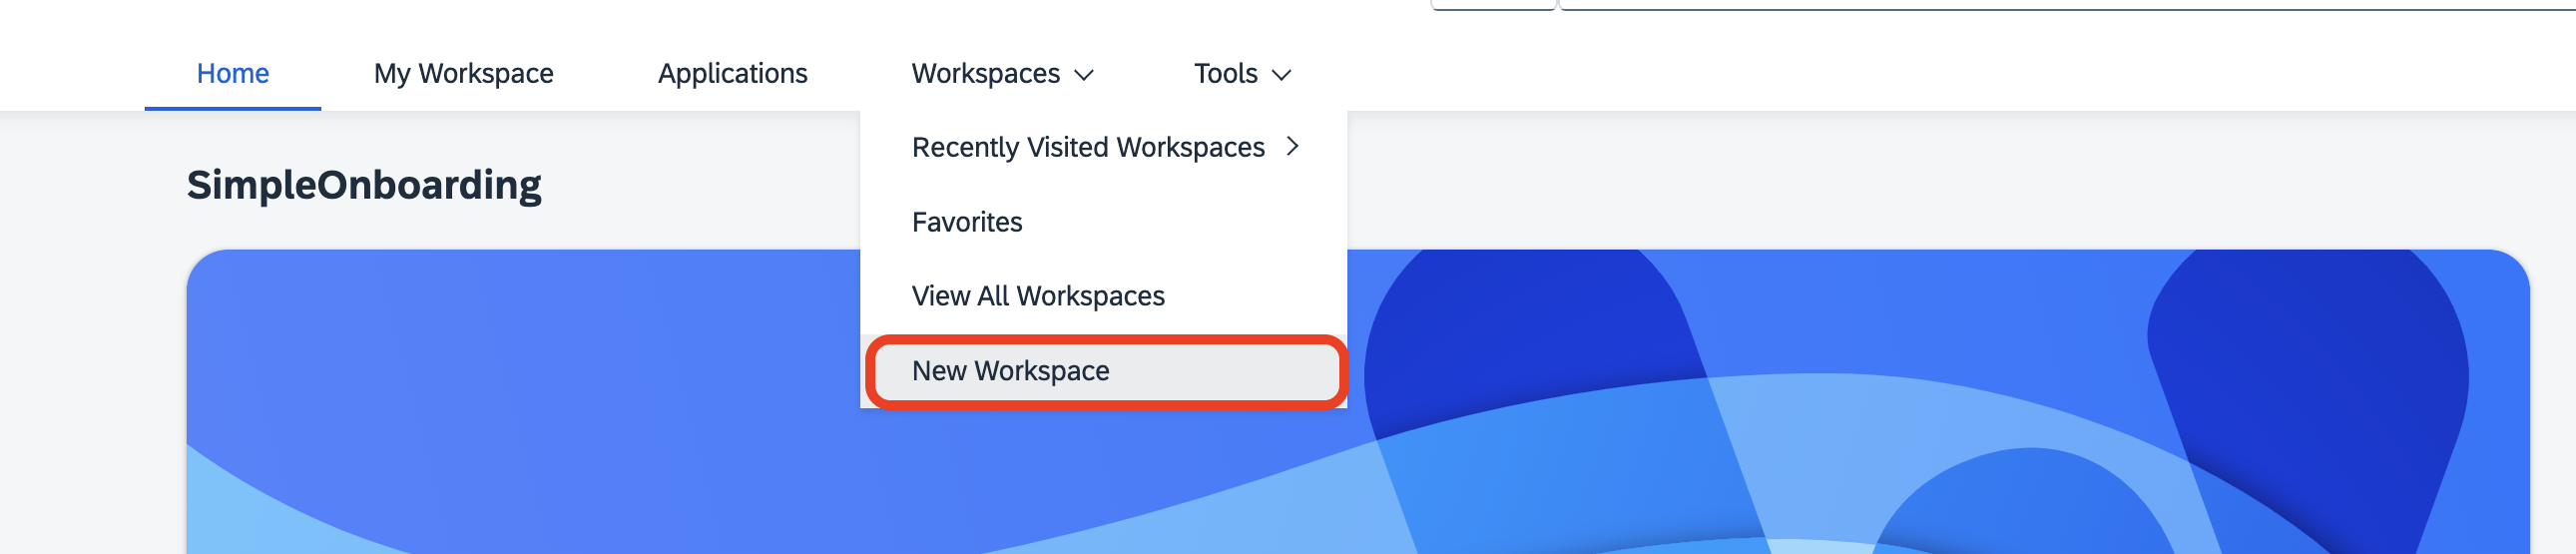 Home My Workspace Applications Workspaces Tools
Recently Visited Workspaces
SimpleOnboarding
Favorites
View All Workspaces
New Workspace